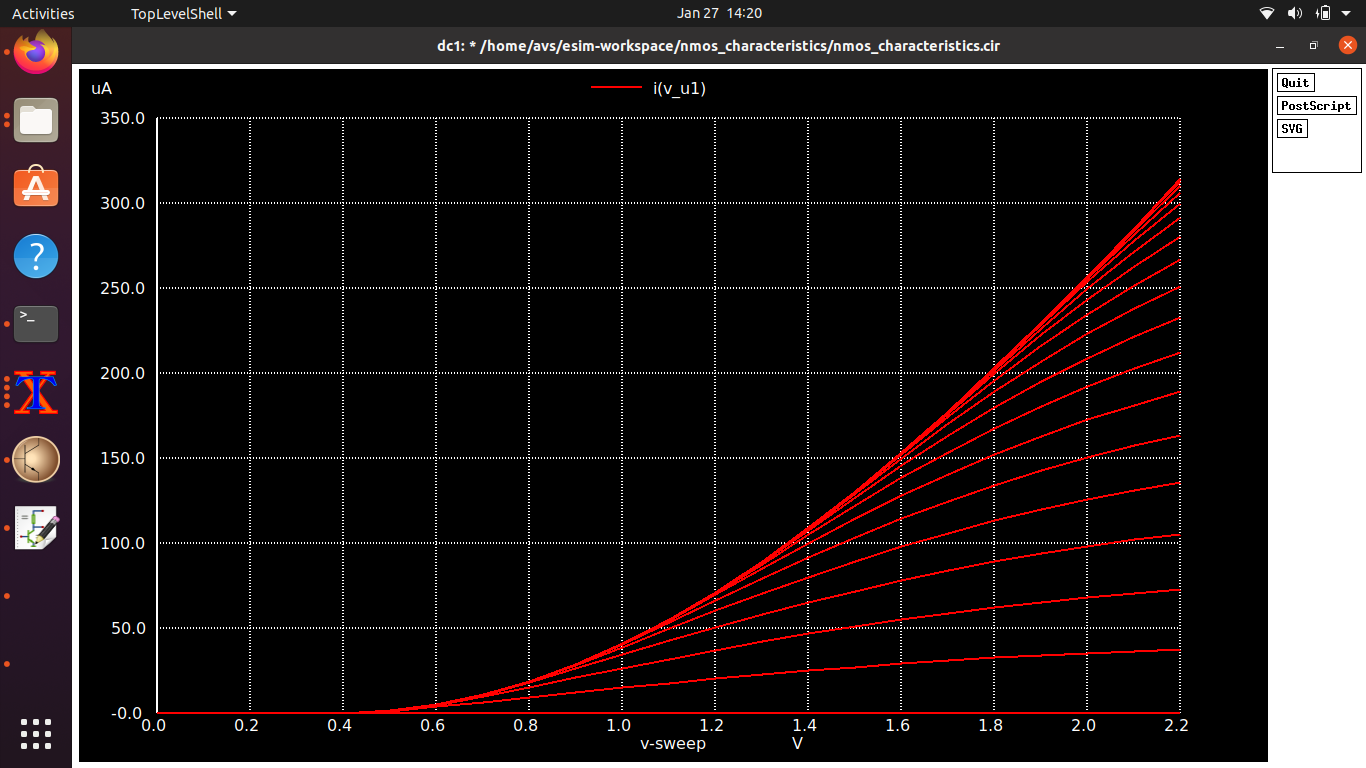 Activities
TopLevelShell
Jan 27 14:20
dc1: * /home/avs/esim-workspace/nmos_characteristics/nmos_characteristics.cir
Quit
PostScript
SVG
uA
i(v_u1)
350.0
300.0
250.0
200.0
150.0
100.0
50.0
-0.0
0.0 0.2 0.4 0.6 0.8 1.0 1.2 1.4 1.6 1.8 2.0 2.2
v-sweep V
>_
?
A
XT